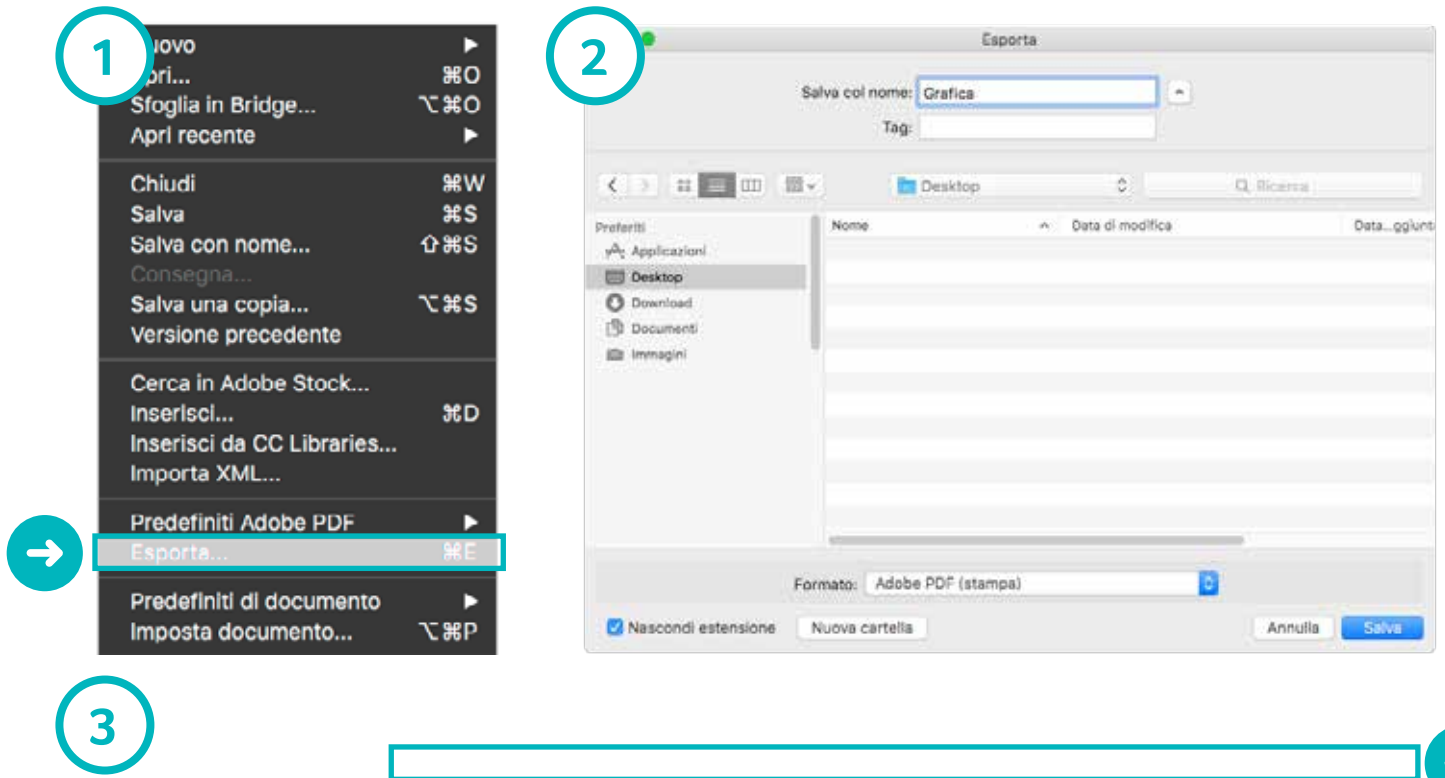 1
uovo
pri...
⌘O
Sfoglia in Bridge...
⌥⌘O
Apri recente
Chiudi
⌘W
Salva
⌘S
Salva con nome...
⇧⌘S
Consegna...
Salva una copia...
⌥⌘S
Versione precedente
Cerca in Adobe Stock...
Inserisci...
⌘D
Inserisci da CC Libraries...
Importa XML...
Predefiniti Adobe PDF
Esporta...
⌘E
Predefiniti di documento
Imposta documento...
⌥⌘P
2
Esporta
Salva col nome: Grafica
Tag:
Desktop
Ricerca
Preferiti
Applicazioni
Desktop
Download
Documenti
Immagini
Nome
Data di modifica
Data...ggiunt
Formato: Adobe PDF (stampa)
Nascondi estensione
Nuova cartella
Annulla
Salva
3